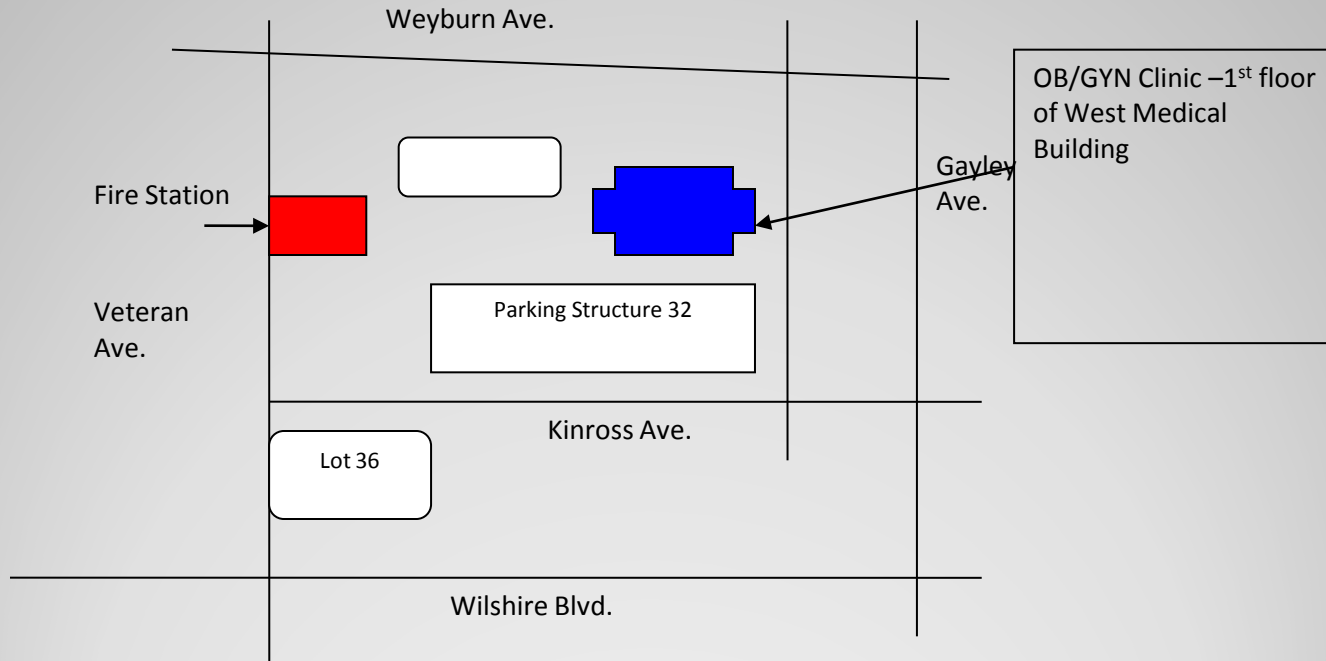 Weyburn Ave.
OB/GYN Clinic –1st floor
of West Medical
Building
Fire Station
Gayley
Ave.
Veteran
Ave.
Parking Structure 32
Kinross Ave.
Lot 36
Wilshire Blvd.